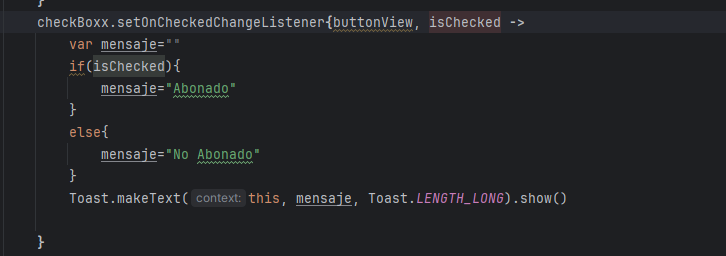 }
checkBoxx.setOnCheckedChangeListener{buttonView, isChecked ->
var mensaje=""
if(isChecked){
mensaje="Abonado"
}
else{
mensaje="No Abonado"
}
Toast.makeText( context: this, mensaje, Toast.LENGTH_LONG).show()
}